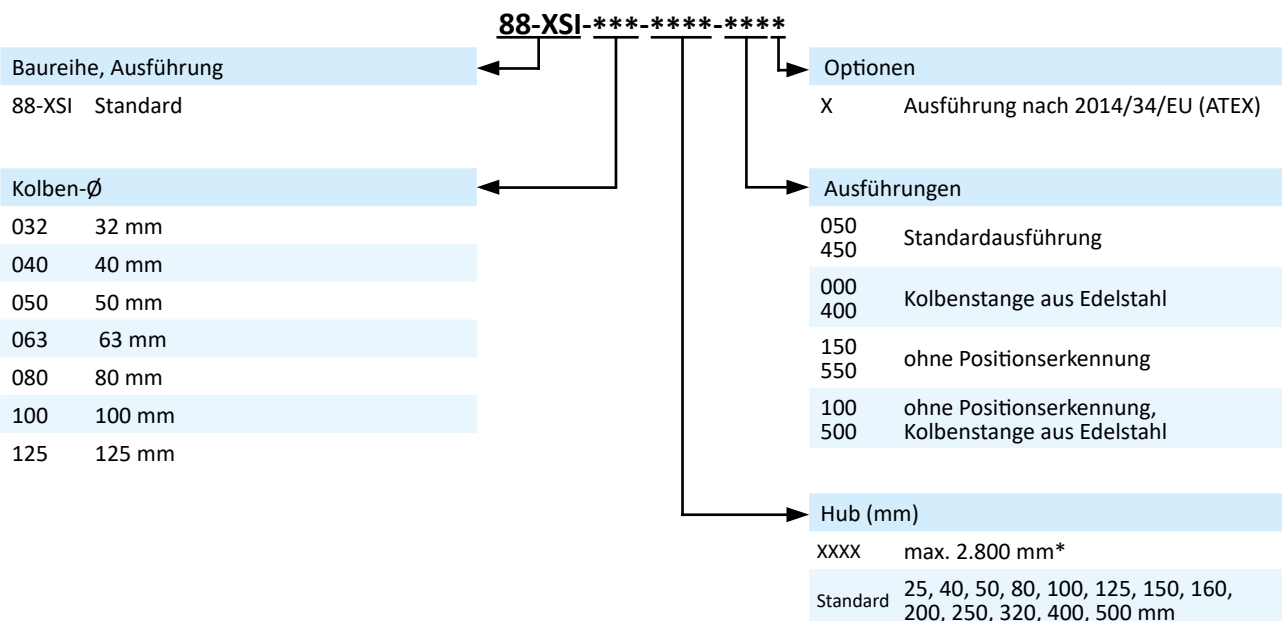 88-XSI-***-****-****
Baureihe, Ausführung
88-XSI Standard
Kolben-Ø
032 32 mm
040 40 mm
050 50 mm
063 63 mm
080 80 mm
100 100 mm
125 125 mm
Optionen
X Ausführung nach 2014/34/EU (ATEX)
Ausführungen
050
450
Standardausführung
000
400
Kolbenstange aus Edelstahl
150
550
ohne Positionserkennung
100
500
ohne Positionserkennung,
Kolbenstange aus Edelstahl
Hub (mm)
XXXX max. 2.800 mm*
Standard 25, 40, 50, 80, 100, 125, 150, 160,
200, 250, 320, 400, 500 mm